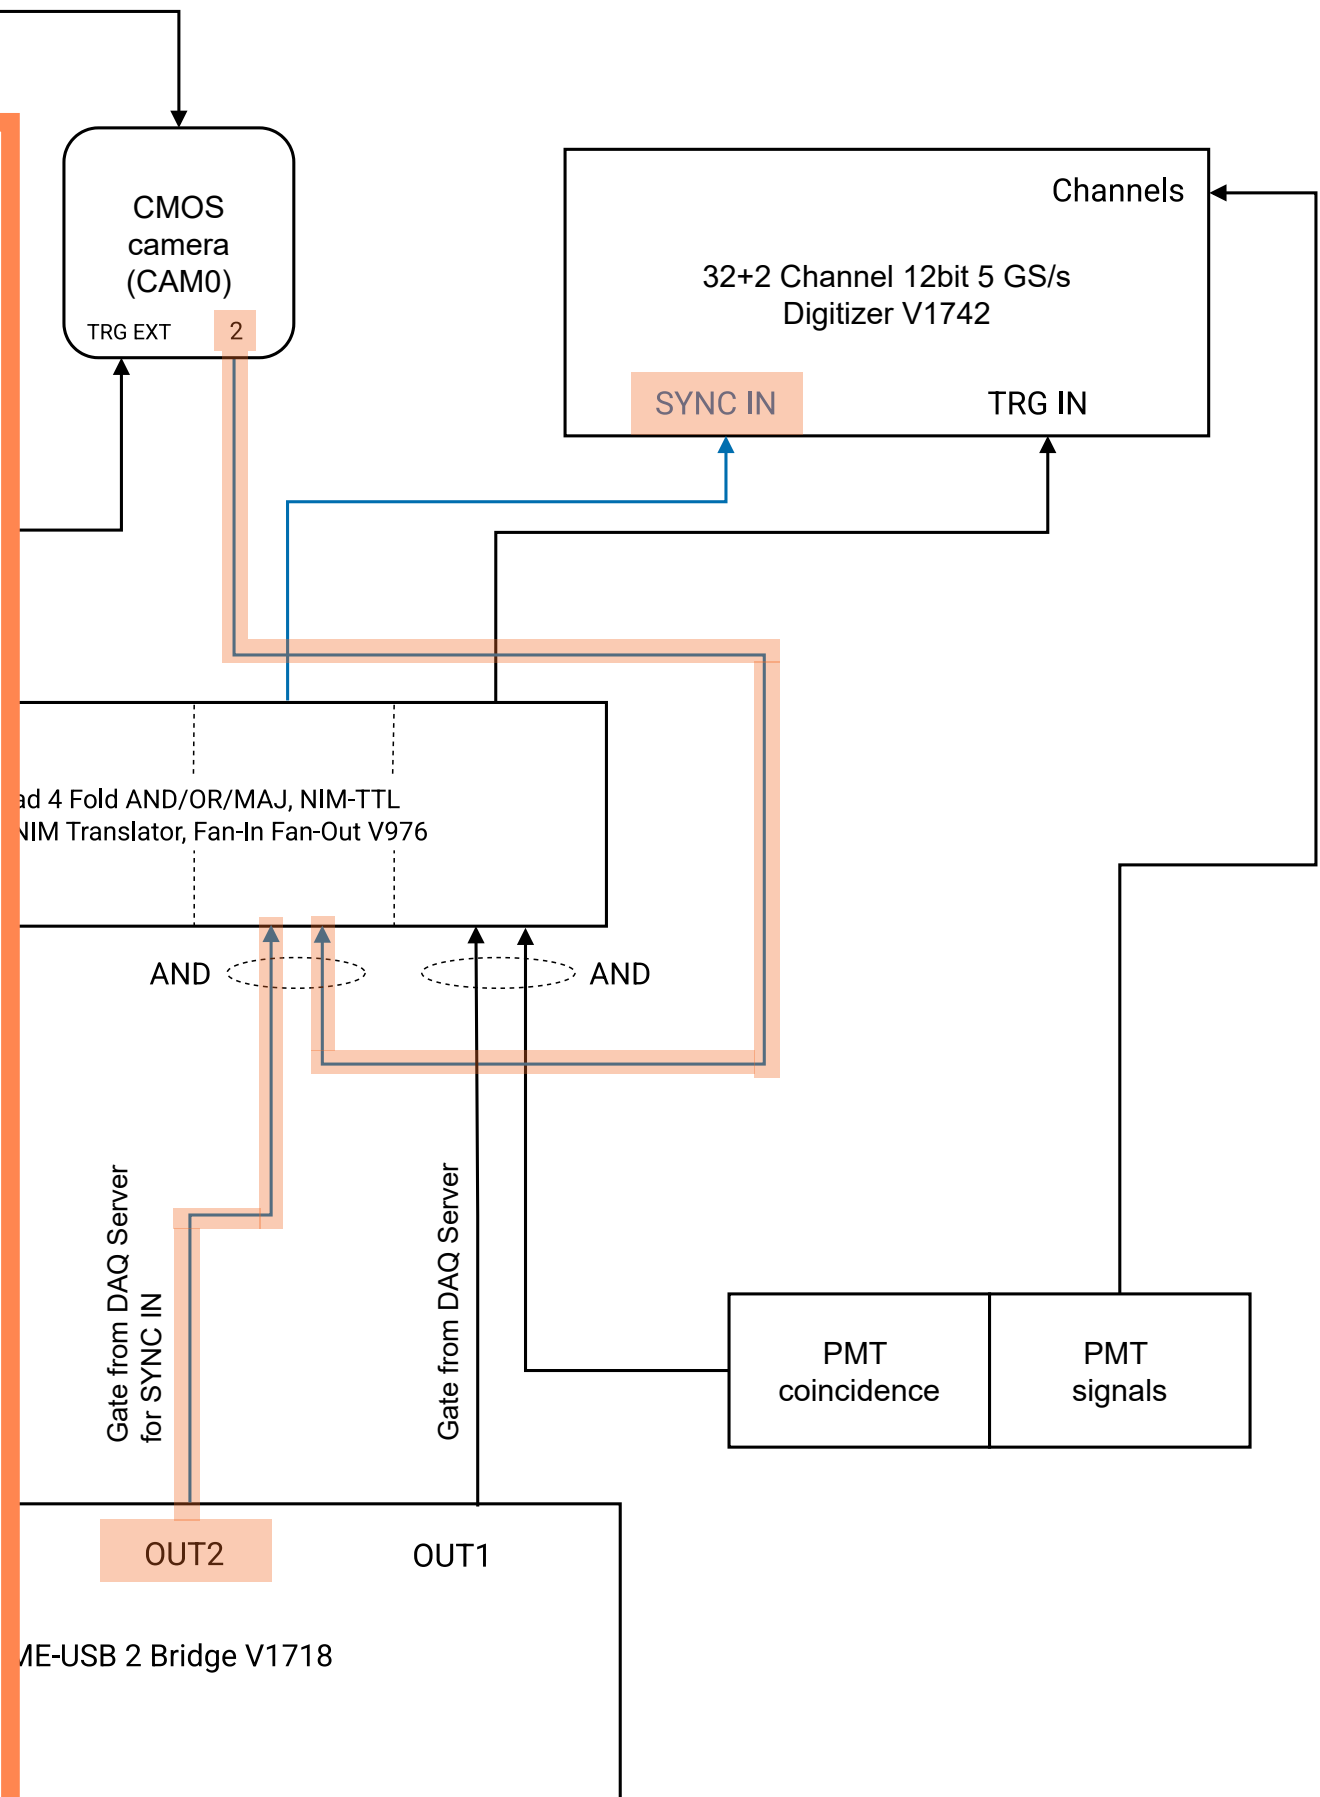 CMOS
camera
(CAM0)
TRG EXT
2
Channels
32+2 Channel 12bit 5 GS/s
Digitizer V1742
SYNC IN
TRG IN
ad 4 Fold AND/OR/MAJ, NIM-TTL
NIM Translator, Fan-In Fan-Out V976
AND
AND
Gate from DAQ Server
for SYNC IN
Gate from DAQ Server
PMT
coincidence
PMT
signals
OUT2
OUT1
ME-USB 2 Bridge V1718